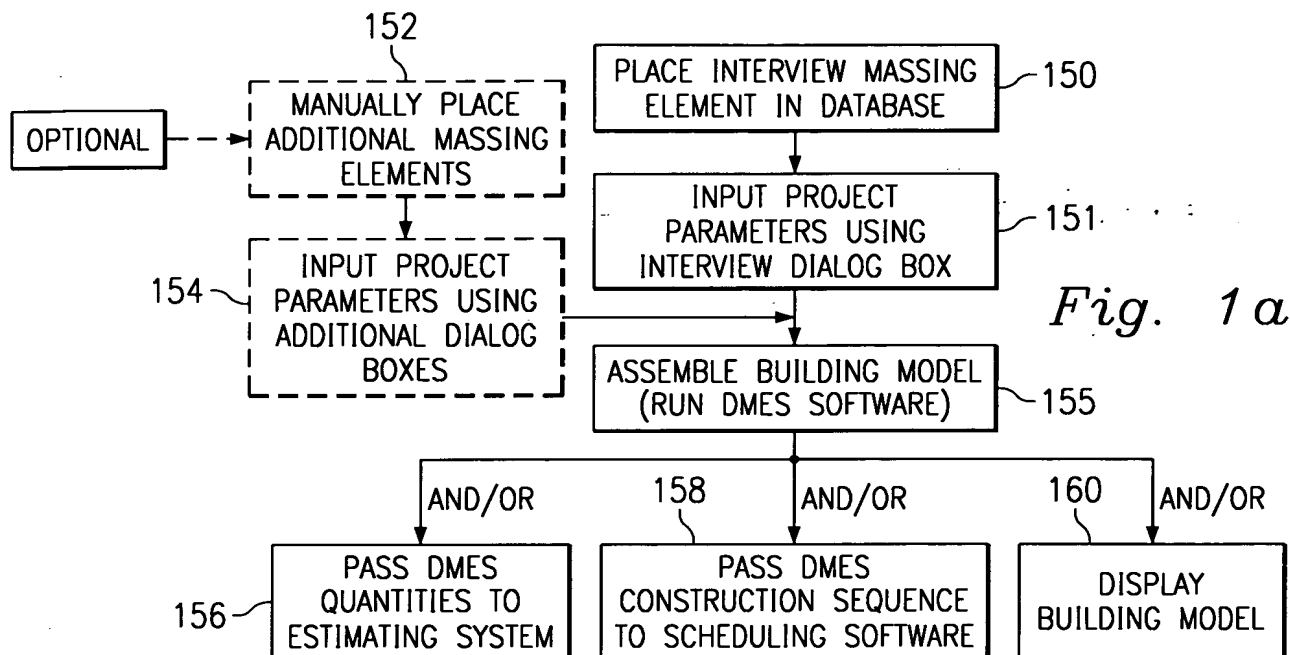 152
MANUALLY PLACE
ADDITIONAL MASSING
ELEMENTS
OPTIONAL
PLACE INTERVIEW MASSING
ELEMENT IN DATABASE
150
INPUT PROJECT
PARAMETERS USING
INTERVIEW DIALOG BOX
151
154
INPUT PROJECT
PARAMETERS USING
ADDITIONAL DIALOG
BOXES
Fig. 1a
ASSEMBLE BUILDING MODEL
(RUN DMES SOFTWARE)
155
AND/OR
158
AND/OR
160
AND/OR
156
PASS DMES
QUANTITIES TO
ESTIMATING SYSTEM
PASS DMES
CONSTRUCTION SEQUENCE
TO SCHEDULING SOFTWARE
DISPLAY
BUILDING MODEL